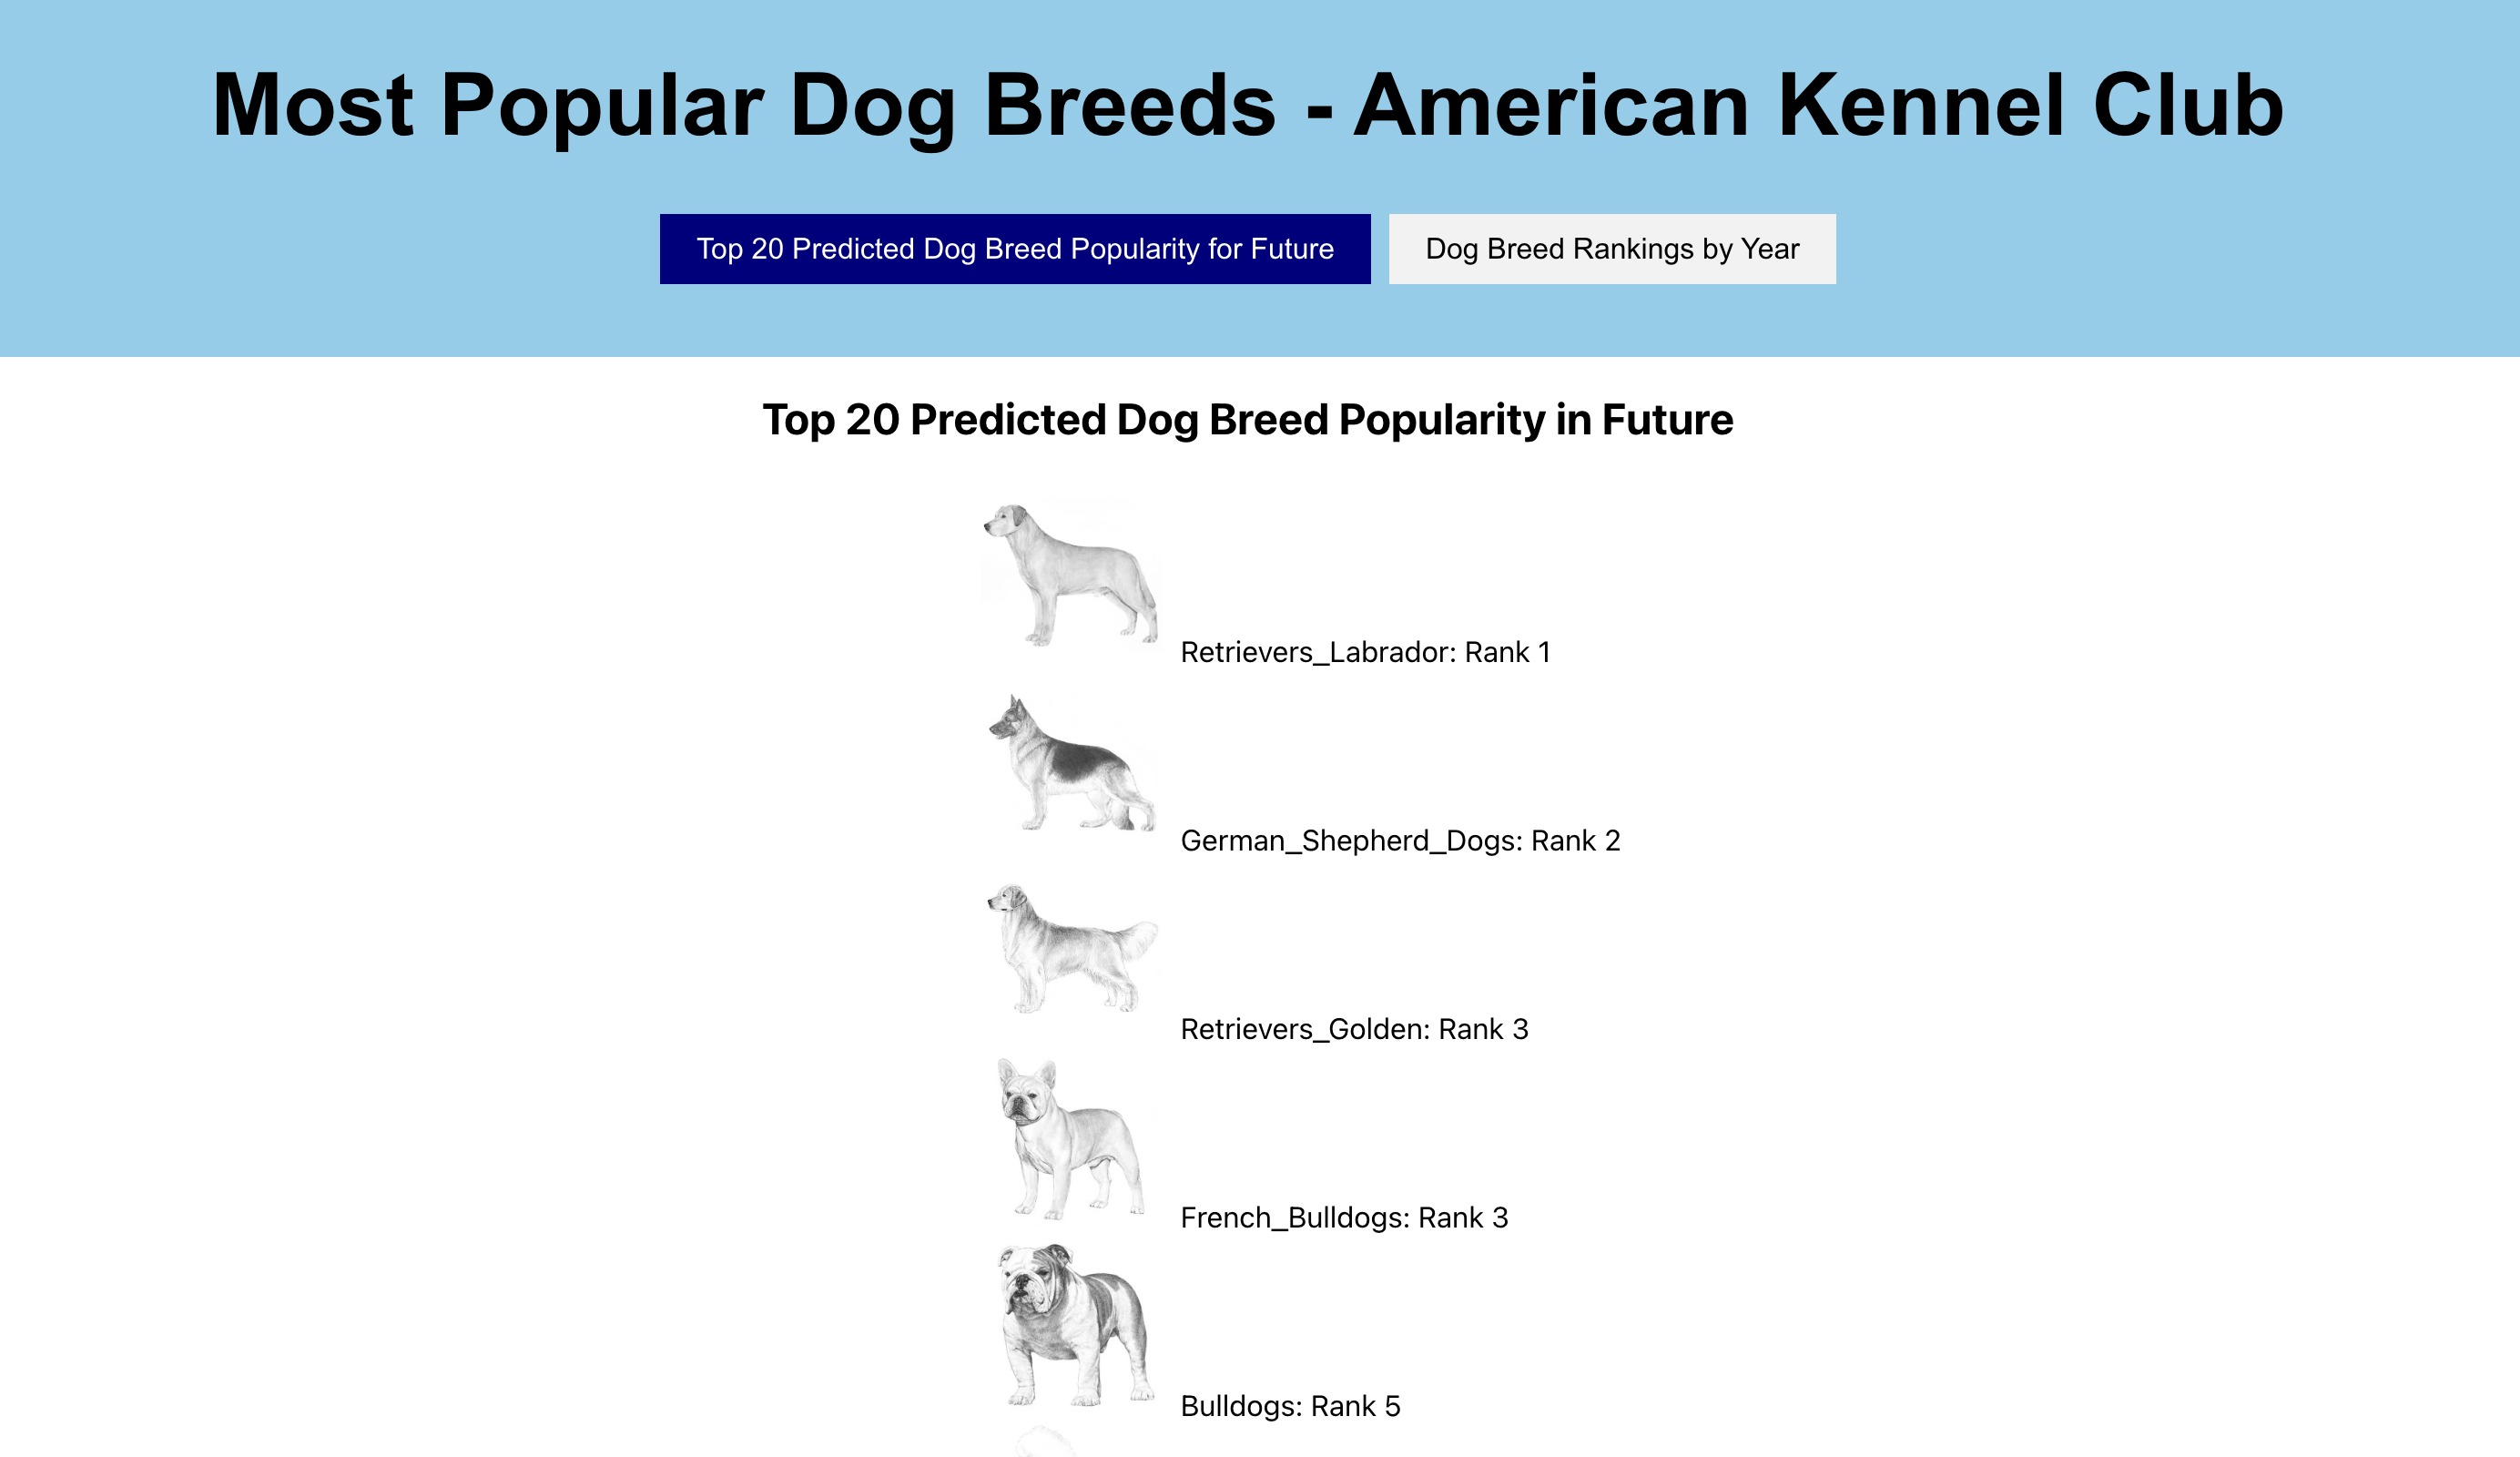 Most Popular Dog Breeds - American Kennel Club
Top 20 Predicted Dog Breed Popularity for Future
Dog Breed Rankings by Year
Top 20 Predicted Dog Breed Popularity in Future
Retrievers_Labrador: Rank 1
German_Shepherd_Dogs: Rank 2
Retrievers_Golden: Rank 3
French_Bulldogs: Rank 3
Bulldogs: Rank 5